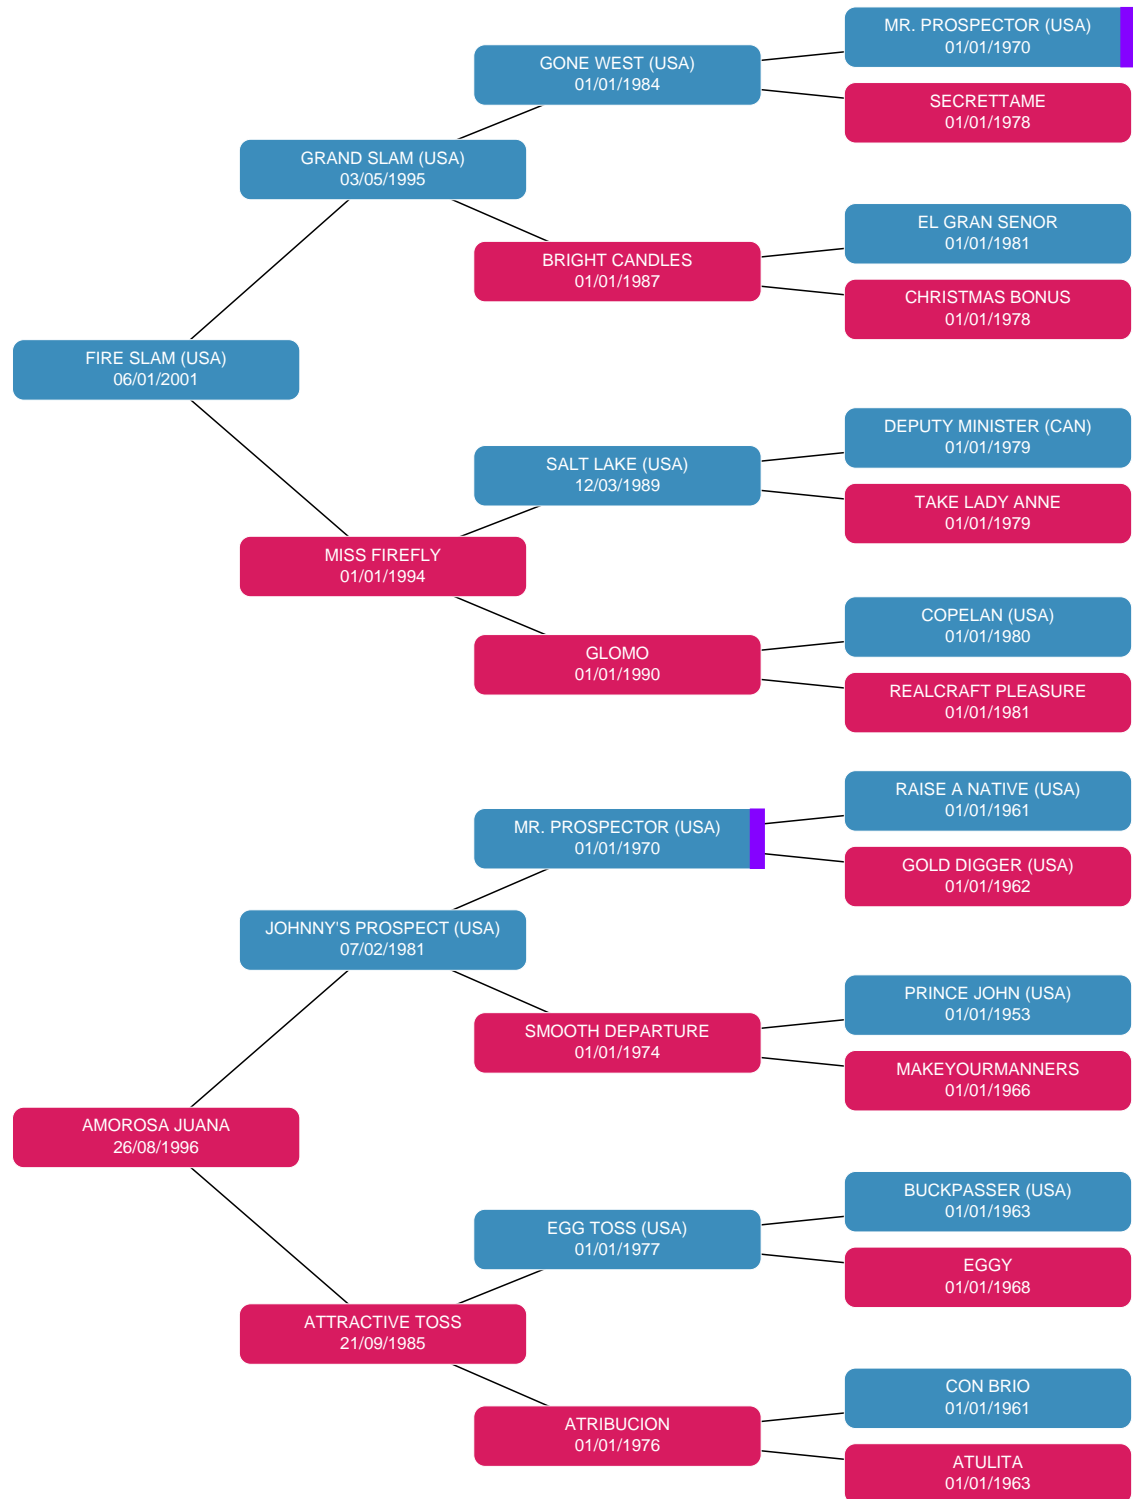 MR. PROSPECTOR (USA)
01/01/1970
GONE WEST (USA)
01/01/1984
SECRETTAME
01/01/1978
GRAND SLAM (USA)
03/05/1995
EL GRAN SENOR
01/01/1981
BRIGHT CANDLES
01/01/1987
CHRISTMAS BONUS
01/01/1978
FIRE SLAM (USA)
06/01/2001
DEPUTY MINISTER (CAN)
01/01/1979
SALT LAKE (USA)
12/03/1989
TAKE LADY ANNE
01/01/1979
MISS FIREFLY
01/01/1994
COPELAN (USA)
01/01/1980
GLOMO
01/01/1990
REALCRAFT PLEASURE
01/01/1981
RAISE A NATIVE (USA)
01/01/1961
MR. PROSPECTOR (USA)
01/01/1970
GOLD DIGGER (USA)
01/01/1962
JOHNNY'S PROSPECT (USA)
07/02/1981
PRINCE JOHN (USA)
01/01/1953
SMOOTH DEPARTURE
01/01/1974
MAKEYOURMANNERS
01/01/1966
AMOROSA JUANA
26/08/1996
BUCKPASSER (USA)
01/01/1963
EGG TOSS (USA)
01/01/1977
EGGY
01/01/1968
ATTRACTIVE TOSS
21/09/1985
CON BRIO
01/01/1961
ATRIBUCION
01/01/1976
ATULITA
01/01/1963